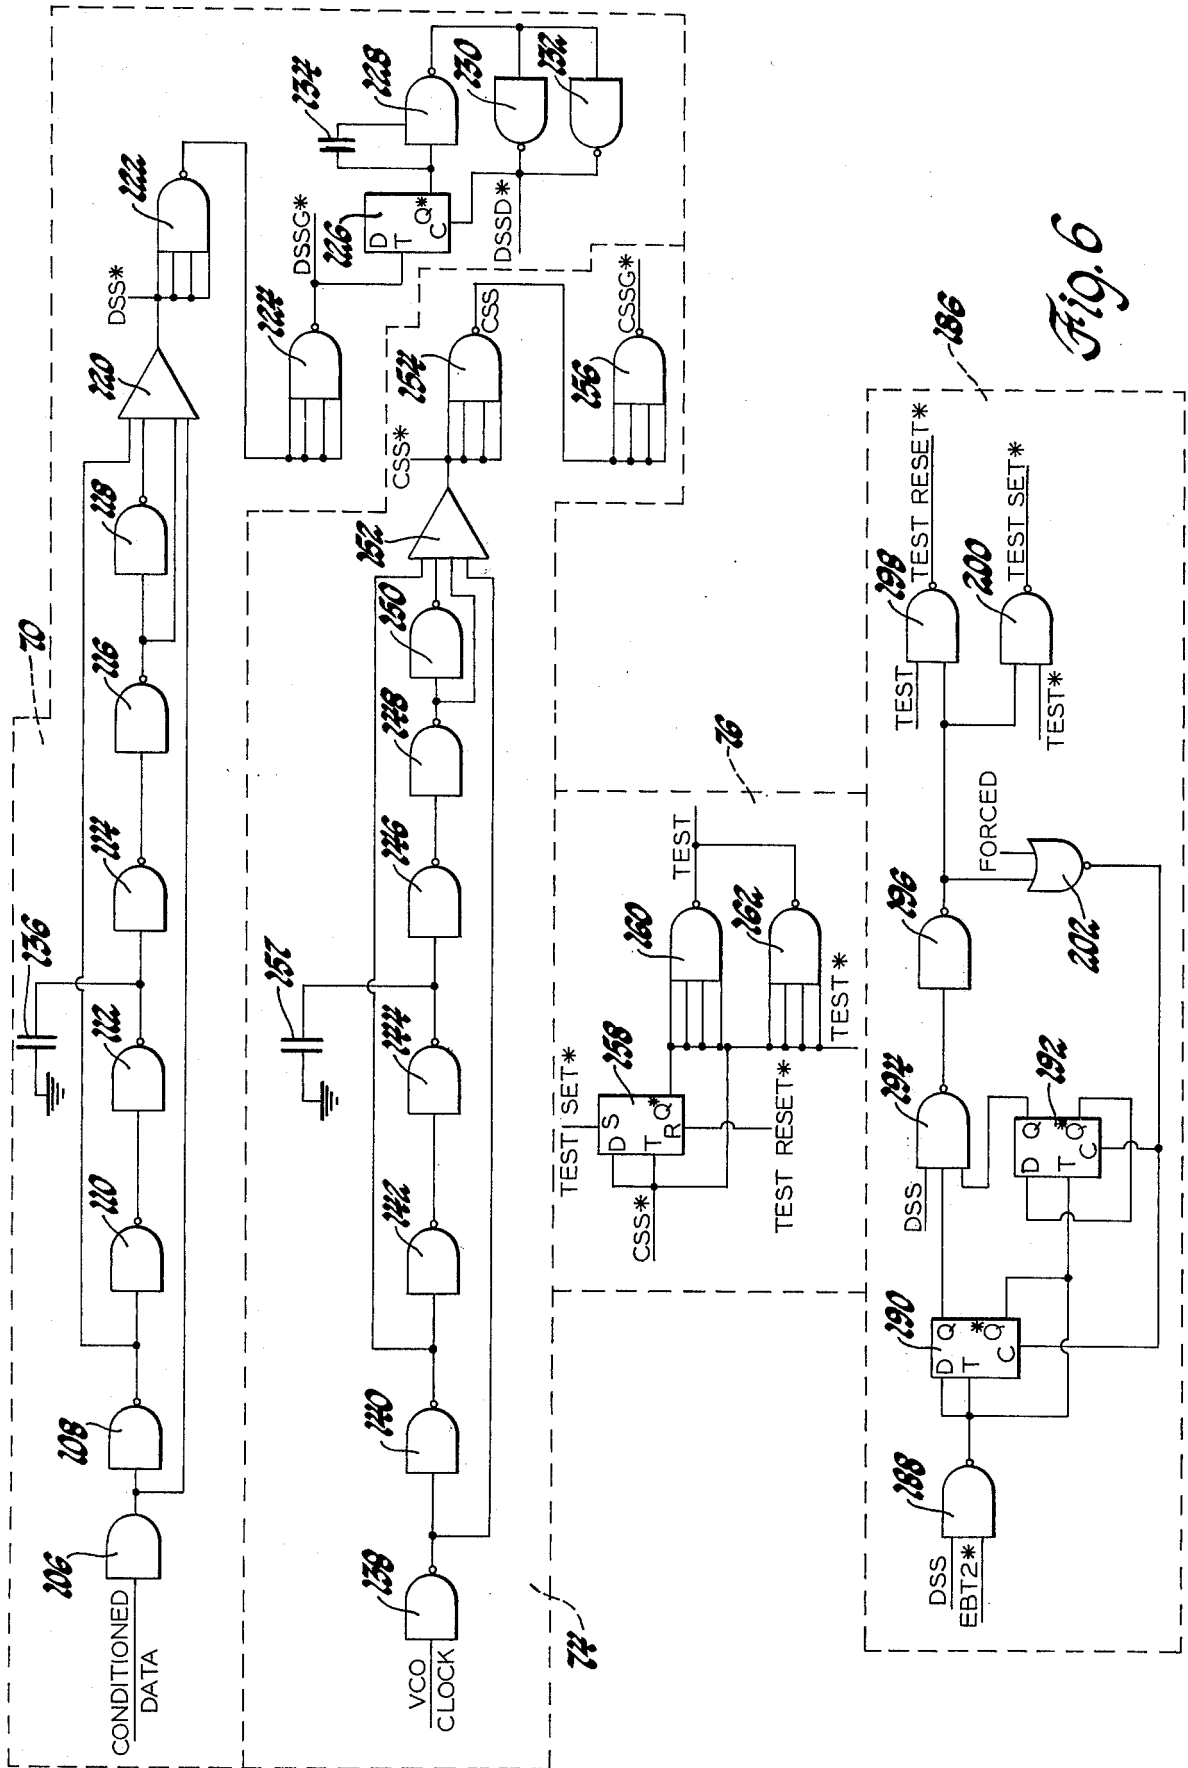 70
136
CONDITIONED
DATA
106
108
110
112
114
116
118
120
DSS*
122
124
DSSG*
134
126
D
T
Q*
C
128
130
132
DSSD*
VCO
CLOCK
138
140
142
144
157
146
148
150
152
CSS*
154
CSS
156
CSSG*
74
TEST SET*
158
D S
T
*
Q
R
CSS*
TEST RESET*
160
162
TEST
TEST*
76
186
DSS
EBT2*
188
190
D Q
T *
Q
C
DSS
192
D Q
T *
Q
C
194
196
FORCED
202
TEST
198
TEST RESET*
200
TEST SET*
TEST*
Fig. 6